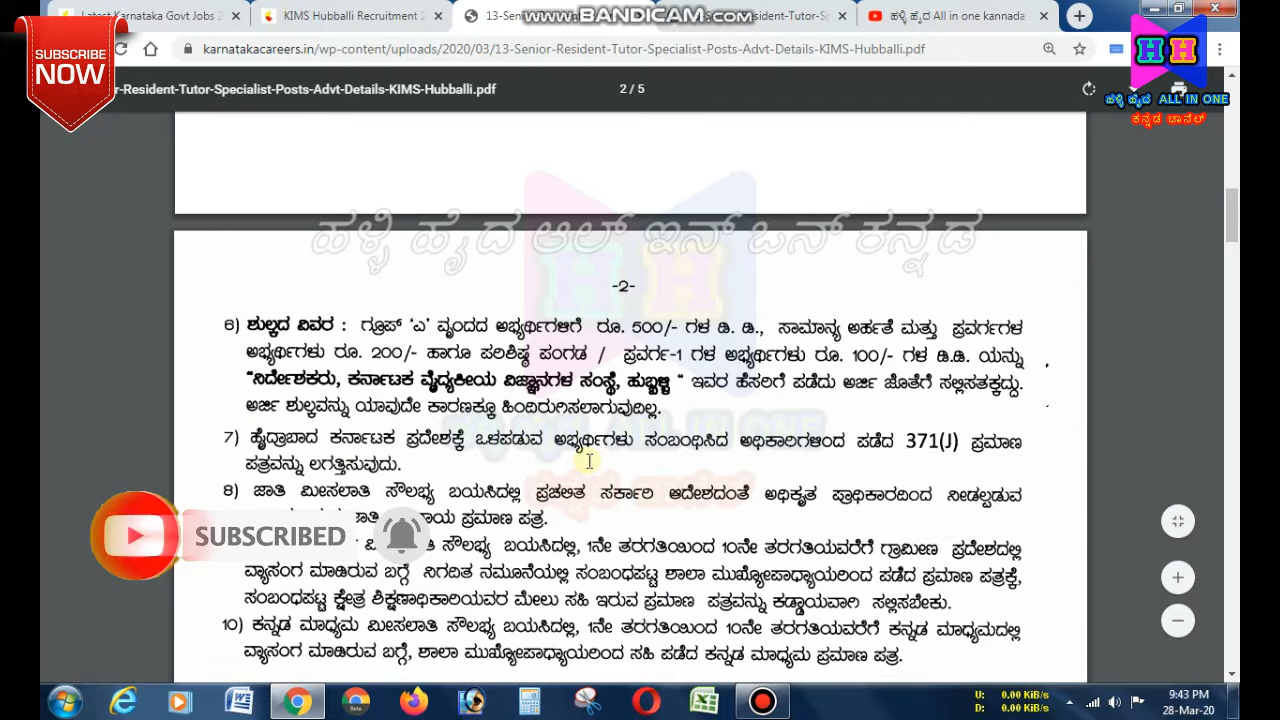 Latest Karnataka Govt Jobs 2
KIMS Hubballi Recruitment 2
13-Senior
www.BANDICAM.com
esident-Tutor-Sp
ಹಳ್ಳಿ ಹೈದ All in one kannada
SUBSCRIBE
NOW
karnatakacareers.in/wp-content/uploads/2020/03/13-Senior-Resident-Tutor-Specialist-Posts-Advt-Details-KIMS-Hubballi.pdf
r-Resident-Tutor-Specialist-Posts-Advt-Details-KIMS-Hubballi.pdf
2 / 5
H H
ಹಳ್ಳಿ ಹೈದ ALL IN ONE
ಕನ್ನಡ ಚಾನೆಲ್
ಹಳ್ಳಿ ಹೈದ ಆಲ್ ಇನ್ ಒನ್ ಕನ್ನಡ
-2-
6) ಶುಲ್ಕದ ವಿವರ : ಗ್ರೂಪ್ 'ಎ' ವೃಂದದ ಅಭ್ಯರ್ಥಿಗಳಿಗೆ ರೂ. 500/- ಗಳ ಡಿ. ಡಿ., ಸಾಮಾನ್ಯ ಅರ್ಹತೆ ಮತ್ತು ಪ್ರವರ್ಗಗಳ
ಅಭ್ಯರ್ಥಿಗಳು ರೂ. 200/- ಹಾಗೂ ಪರಿಶಿಷ್ಠ ಪಂಗಡ / ಪ್ರವರ್ಗ-1 ಗಳ ಅಭ್ಯರ್ಥಿಗಳು ರೂ. 100/- ಗಳ ಡಿ.ಡಿ. ಯನ್ನು
"ನಿರ್ದೇಶಕರು, ಕರ್ನಾಟಕ ವೈದ್ಯಕೀಯ ವಿಜ್ಞಾನಗಳ ಸಂಸ್ಥೆ, ಹುಬ್ಬಳ್ಳಿ " ಇವರ ಹೆಸರಿಗೆ ಪಡೆದು ಅರ್ಜಿ ಜೊತೆಗೆ ಸಲ್ಲಿಸತಕ್ಕದ್ದು.
ಅರ್ಜಿ ಶುಲ್ಕವನ್ನು ಯಾವುದೇ ಕಾರಣಕ್ಕೂ ಹಿಂದಿರುಗಿಸಲಾಗುವುದಿಲ್ಲ.
7) ಹೈದ್ರಾಬಾದ ಕರ್ನಾಟಕ ಪ್ರದೇಶಕ್ಕೆ ಒಳಪಡುವ ಅಭ್ಯರ್ಥಿಗಳು ಸಂಬಂಧಿಸಿದ ಅಧಿಕಾರಿಗಳಿಂದ ಪಡೆದ 371(J) ಪ್ರಮಾಣ
ಪತ್ರವನ್ನು ಲಗತ್ತಿಸುವುದು.
8) ಜಾತಿ ಮೀಸಲಾತಿ ಸೌಲಭ್ಯ ಬಯಸಿದಲ್ಲಿ ಪ್ರಚಲಿತ ಸರ್ಕಾರಿ ಆದೇಶದಂತೆ ಅಧಿಕೃತ ಪ್ರಾಧಿಕಾರದಿಂದ ನೀಡಲ್ಪಡುವ
ಪ್ರಮಾಣ ಪತ್ರ.
ಸೌಲಭ್ಯ ಬಯಸಿದಲ್ಲಿ, 1ನೇ ತರಗತಿಯಿಂದ 10ನೇ ತರಗತಿಯವರೆಗೆ ಗ್ರಾಮೀಣ ಪ್ರದೇಶದಲ್ಲಿ
ವ್ಯಾಸಂಗ ಮಾಡಿರುವ ಬಗ್ಗೆ ನಿಗದಿತ ನಮೂನೆಯಲ್ಲಿ ಸಂಬಂಧಪಟ್ಟ ಶಾಲಾ ಮುಖ್ಯೋಪಾಧ್ಯಾಯರಿಂದ ಪಡೆದ ಪ್ರಮಾಣ ಪತ್ರಕ್ಕೆ,
ಸಂಬಂಧಪಟ್ಟ ಕ್ಷೇತ್ರ ಶಿಕ್ಷಣಾಧಿಕಾರಿಯವರ ಮೇಲು ಸಹಿ ಇರುವ ಪ್ರಮಾಣ ಪತ್ರವನ್ನು ಕಡ್ಡಾಯವಾಗಿ ಸಲ್ಲಿಸಬೇಕು.
10) ಕನ್ನಡ ಮಾಧ್ಯಮ ಮೀಸಲಾತಿ ಸೌಲಭ್ಯ ಬಯಸಿದಲ್ಲಿ, 1ನೇ ತರಗತಿಯಿಂದ 10ನೇ ತರಗತಿಯವರೆಗೆ ಕನ್ನಡ ಮಾಧ್ಯಮದಲ್ಲಿ
ವ್ಯಾಸಂಗ ಮಾಡಿರುವ ಬಗ್ಗೆ, ಶಾಲಾ ಮುಖ್ಯೋಪಾಧ್ಯಾಯರಿಂದ ಸಹಿ ಪಡೆದ ಕನ್ನಡ ಮಾಧ್ಯಮ ಪ್ರಮಾಣ ಪತ್ರ.
SUBSCRIBED
U: 0.00 KiB/s
D: 0.00 KiB/s
9:43 PM
28-Mar-20